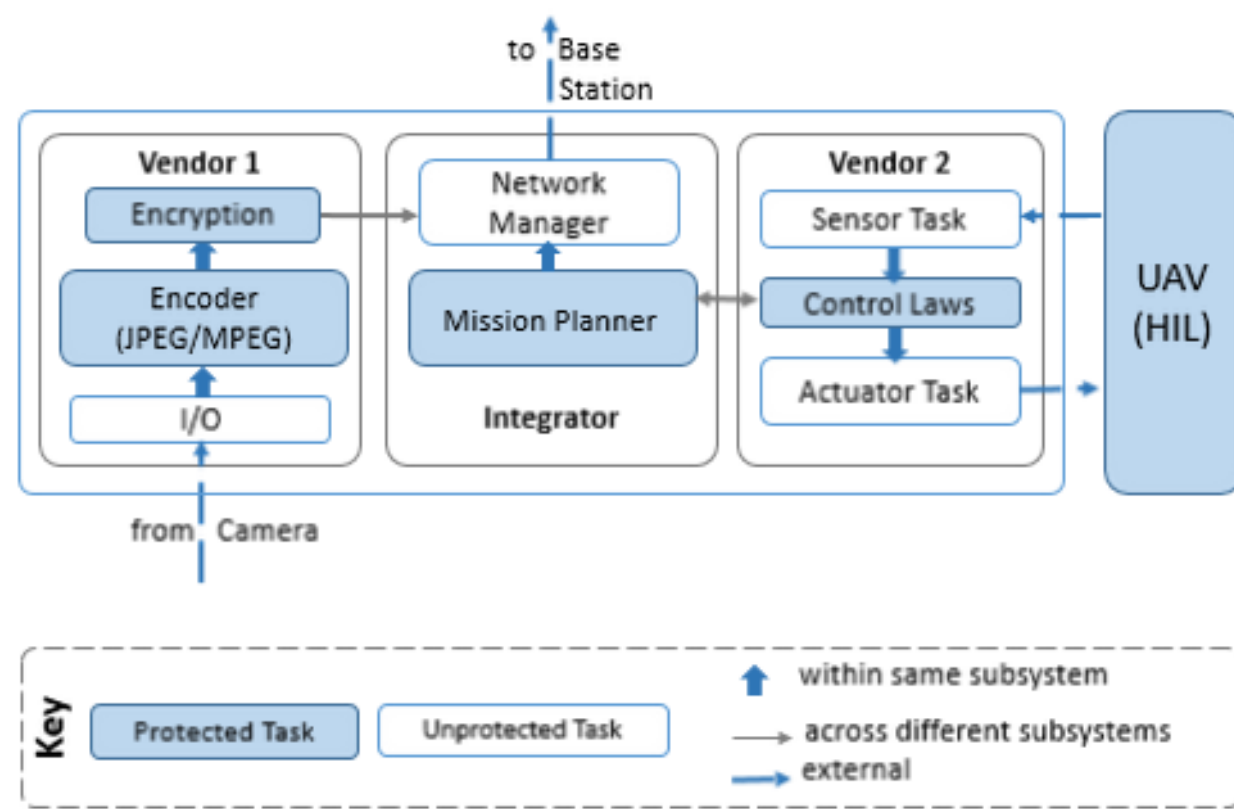 to Base
Station
Vendor 1
Encryption
Encoder
(JPEG/MPEG)
I/O
from Camera
Network
Manager
Mission Planner
Integrator
Vendor 2
Sensor Task
Control Laws
Actuator Task
UAV
(HIL)
Key
Protected Task
Unprotected Task
within same subsystem
across different subsystems
external